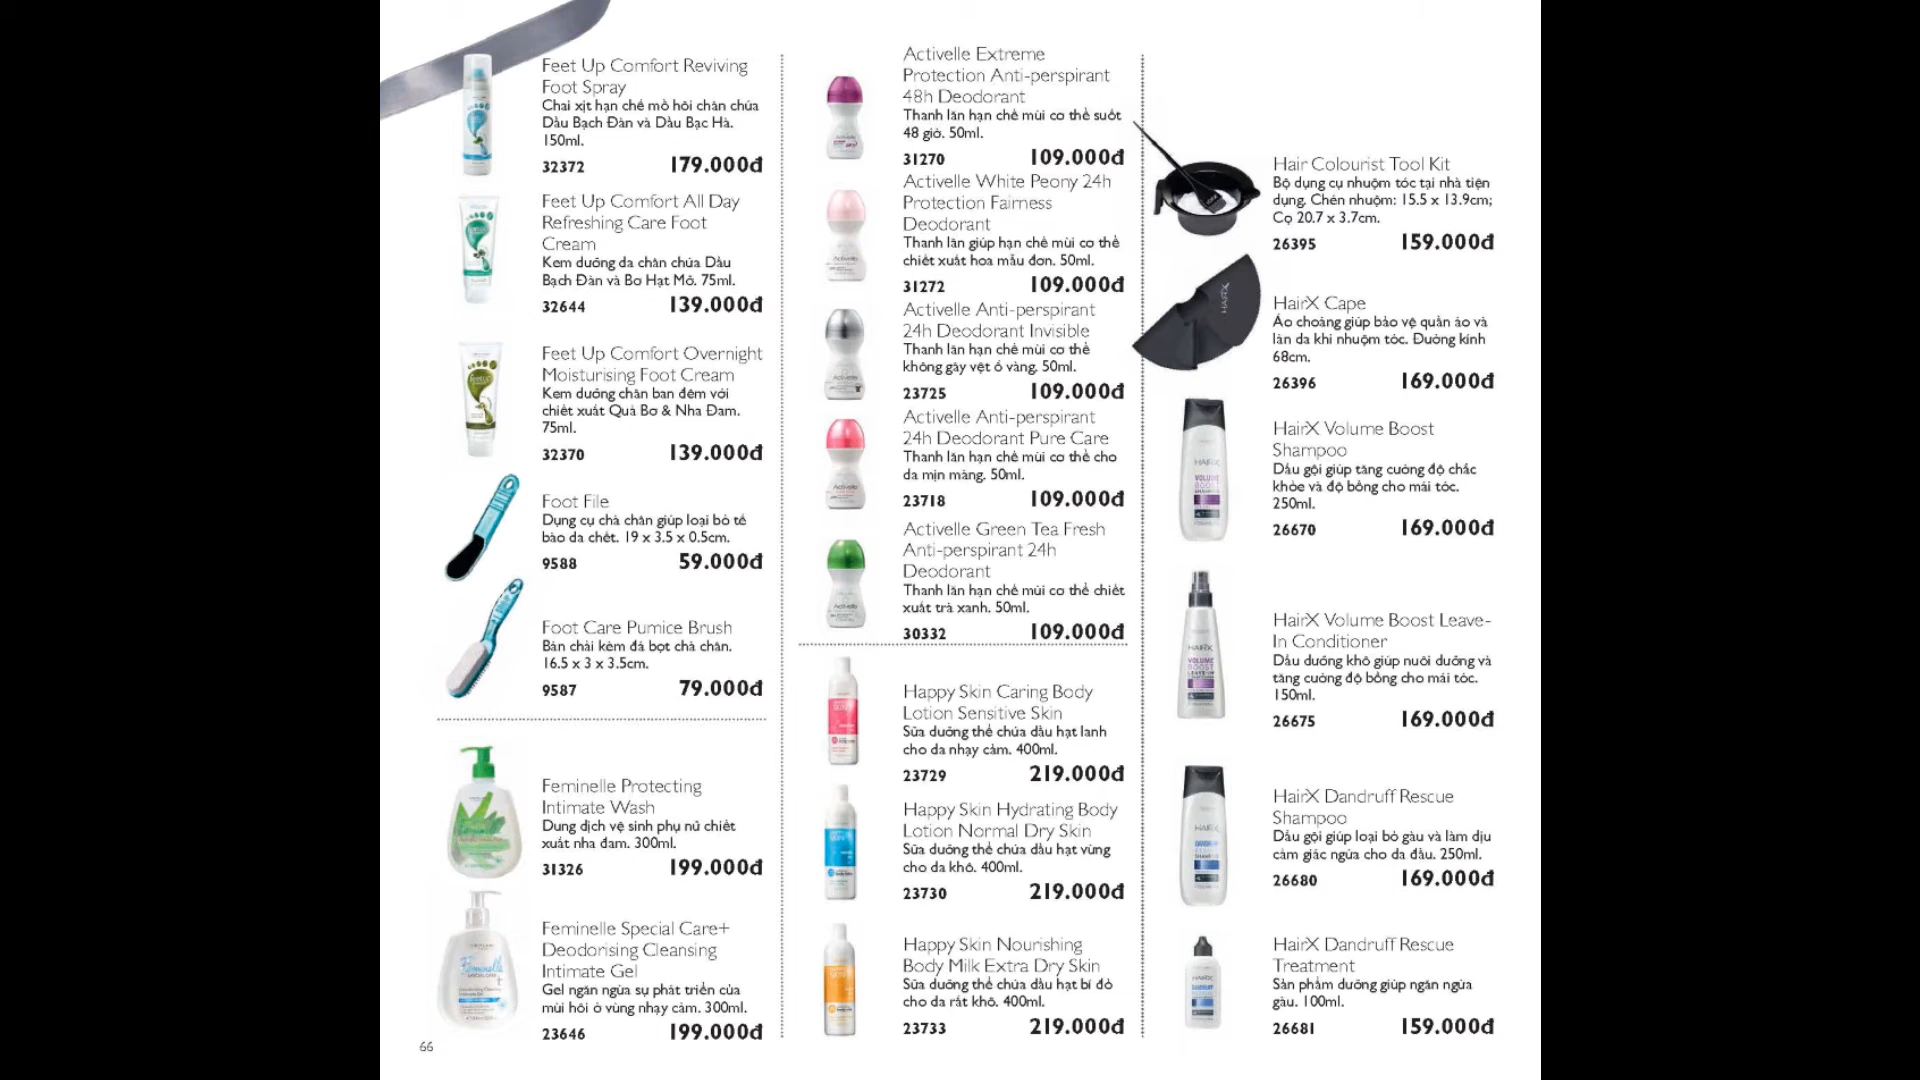 Feet Up Comfort Reviving
Foot Spray
Chai xịt hạn chế mồ hôi chân chứa
Dầu Bạch Đàn và Dầu Bạc Hà.
150ml.
32372 179.000đ
Feet Up Comfort All Day
Refreshing Care Foot
Cream
Kem dưỡng da chân chứa Dầu
Bạch Đàn và Bơ Hạt Mỡ. 75ml.
32644 139.000đ
Feet Up Comfort Overnight
Moisturising Foot Cream
Kem dưỡng chân ban đêm với
chiết xuất Quả Bơ & Nha Đam.
75ml.
32370 139.000đ
Foot File
Dụng cụ chà chân giúp loại bỏ tế
bào da chết. 19 x 3.5 x 0.5cm.
9588 59.000đ
Foot Care Pumice Brush
Bàn chải kèm đá bọt chà chân.
16.5 x 3 x 3.5cm.
9587 79.000đ
Feminelle Protecting
Intimate Wash
Dung dịch vệ sinh phụ nữ chiết
xuất nha đam. 300ml.
31326 199.000đ
Feminelle Special Care+
Deodorising Cleansing
Intimate Gel
Gel ngăn ngừa sự phát triển của
mùi hôi ở vùng nhạy cảm. 300ml.
23646 199.000đ
66
Activelle Extreme
Protection Anti-perspirant
48h Deodorant
Thanh lăn hạn chế mùi cơ thể suốt
48 giờ. 50ml.
31270 109.000đ
Activelle White Peony 24h
Protection Fairness
Deodorant
Thanh lăn giúp hạn chế mùi cơ thể
chiết xuất hoa mẫu đơn. 50ml.
31272 109.000đ
Activelle Anti-perspirant
24h Deodorant Invisible
Thanh lăn hạn chế mùi cơ thể
không gây vệt ố vàng. 50ml.
23725 109.000đ
Activelle Anti-perspirant
24h Deodorant Pure Care
Thanh lăn hạn chế mùi cơ thể cho
da mịn màng. 50ml.
23718 109.000đ
Activelle Green Tea Fresh
Anti-perspirant 24h
Deodorant
Thanh lăn hạn chế mùi cơ thể chiết
xuất trà xanh. 50ml.
30332 109.000đ
Happy Skin Caring Body
Lotion Sensitive Skin
Sữa dưỡng thể chứa dầu hạt lanh
cho da nhạy cảm. 400ml.
23729 219.000đ
Happy Skin Hydrating Body
Lotion Normal Dry Skin
Sữa dưỡng thể chứa dầu hạt vừng
cho da khô. 400ml.
23730 219.000đ
Happy Skin Nourishing
Body Milk Extra Dry Skin
Sữa dưỡng thể chứa dầu hạt bí đỏ
cho da rất khô. 400ml.
23733 219.000đ
Hair Colourist Tool Kit
Bộ dụng cụ nhuộm tóc tại nhà tiện
dụng. Chén nhuộm: 15.5 x 13.9cm;
Cọ 20.7 x 3.7cm.
26395 159.000đ
HAIRX
HairX Cape
Áo choàng giúp bảo vệ quần áo và
làn da khi nhuộm tóc. Đường kính
68cm.
26396 169.000đ
HAIRX
VOLUME
BOOST
SHAMPOO
HairX Volume Boost
Shampoo
Dầu gội giúp tăng cường độ chắc
khỏe và độ bồng cho mái tóc.
250ml.
26670 169.000đ
HAIRX
VOLUME
BOOST
LEAVE-IN
HairX Volume Boost Leave-
In Conditioner
Dầu dưỡng khô giúp nuôi dưỡng và
tăng cường độ bồng cho mái tóc.
150ml.
26675 169.000đ
HairX Dandruff Rescue
Shampoo
Dầu gội giúp loại bỏ gàu và làm dịu
cảm giác ngứa cho da đầu. 250ml.
26680 169.000đ
HairX Dandruff Rescue
Treatment
Sản phẩm dưỡng giúp ngăn ngừa
gàu. 100ml.
26681 159.000đ